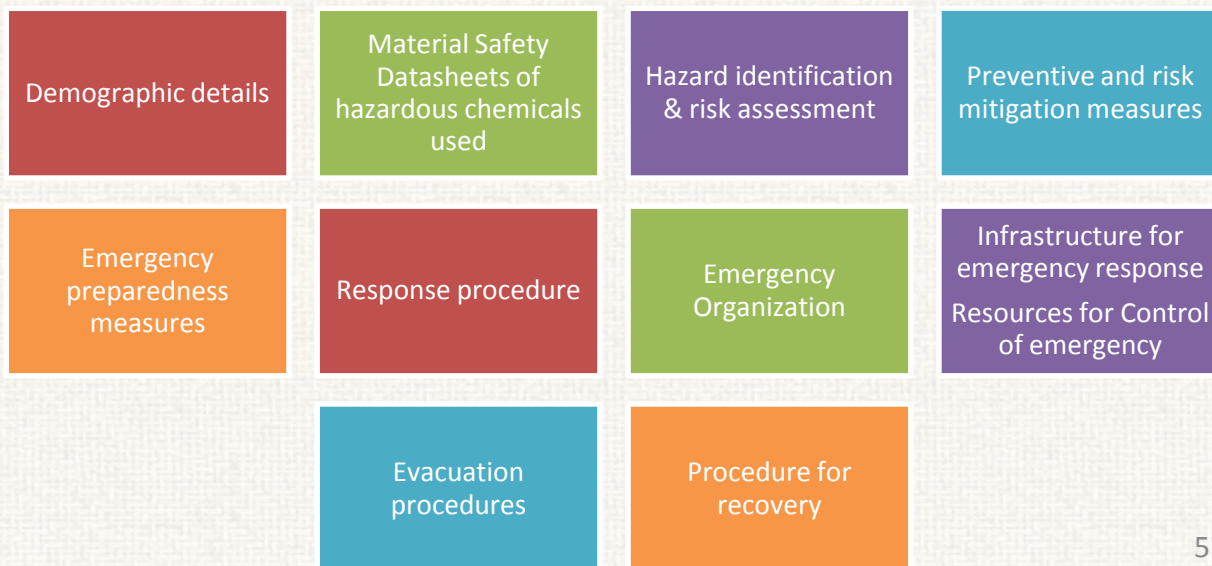 Demographic details
Material Safety
Datasheets of
hazardous chemicals
used
Hazard identification
& risk assessment
Preventive and risk
mitigation measures
Emergency
preparedness
measures
Response procedure
Emergency
Organization
Infrastructure for
emergency response
Resources for Control
of emergency
Evacuation
procedures
Procedure for
recovery
5